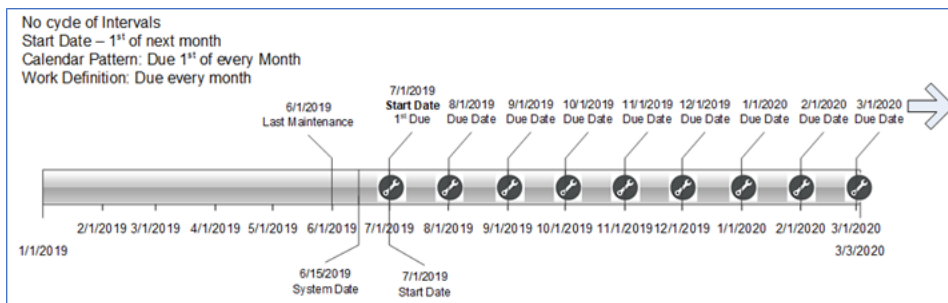 No cycle of Intervals
Start Date – 1st of next month
Calendar Pattern: Due 1st of every Month
Work Definition: Due every month
6/1/2019
Last Maintenance
7/1/2019
Start Date
1st Due
8/1/2019
Due Date
9/1/2019
Due Date
10/1/2019
Due Date
11/1/2019
Due Date
12/1/2019
Due Date
1/1/2020
Due Date
2/1/2020
Due Date
3/1/2020
Due Date
1/1/2019
2/1/2019
3/1/2019
4/1/2019
5/1/2019
6/1/2019
7/1/2019
8/1/2019
9/1/2019
10/1/2019
11/1/2019
12/1/2019
1/1/2020
2/1/2020
3/1/2020
3/3/2020
6/15/2019
System Date
7/1/2019
Start Date